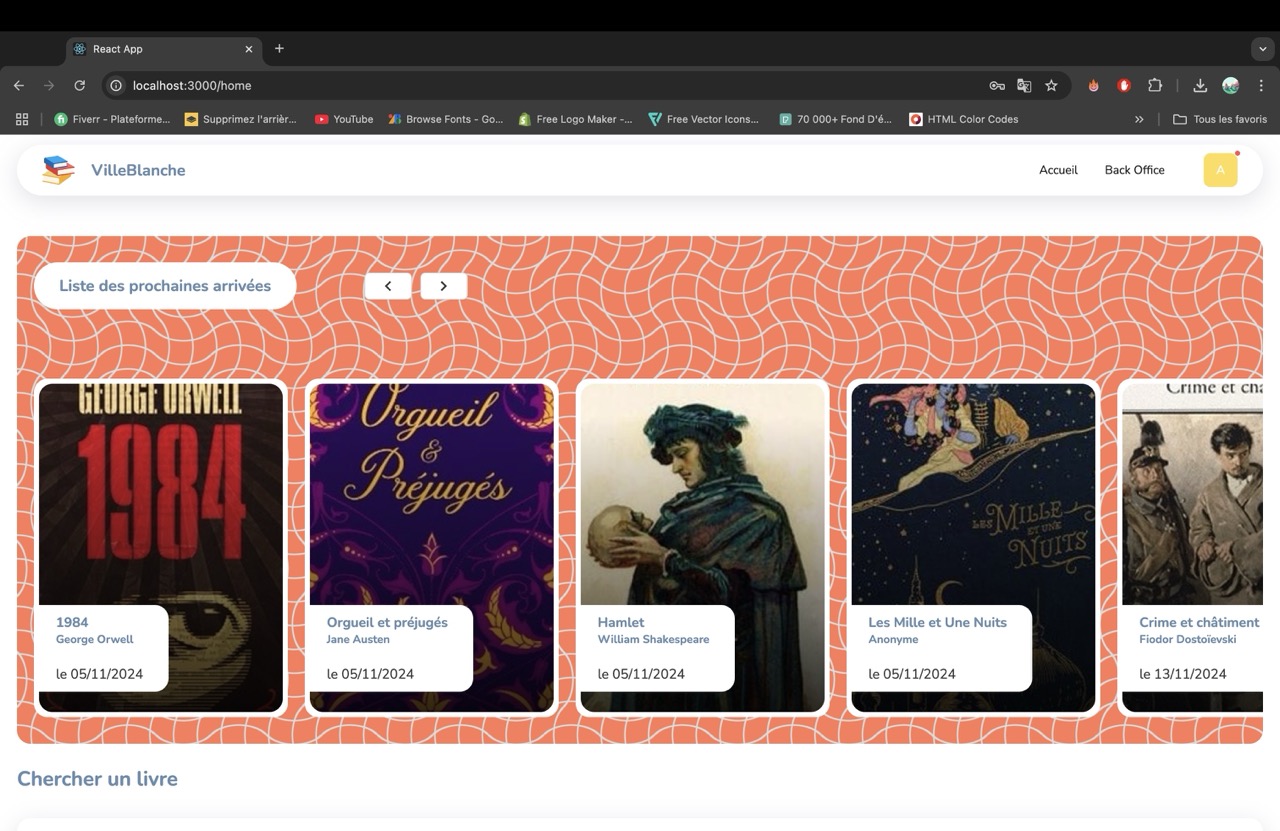 React App
localhost:3000/home
Fiverr - Plateforme...
Supprimez l'arrièr...
YouTube
Browse Fonts - Go...
Free Logo Maker -...
Free Vector Icons...
70 000+ Fond D'é...
HTML Color Codes
Tous les favoris
VilleBlanche
Accueil
Back Office
A
Liste des prochaines arrivées
GEORGE ORWELL
1984
1984
George Orwell
le 05/11/2024
Orgueil
&
Préjugés
Orgueil et préjugés
Jane Austen
le 05/11/2024
Hamlet
William Shakespeare
le 05/11/2024
LES MILLE
ET UNE
NUITS
Les Mille et Une Nuits
Anonyme
le 05/11/2024
Crime et châ
Crime et châtiment
Fiodor Dostoïevski
le 13/11/2024
Chercher un livre